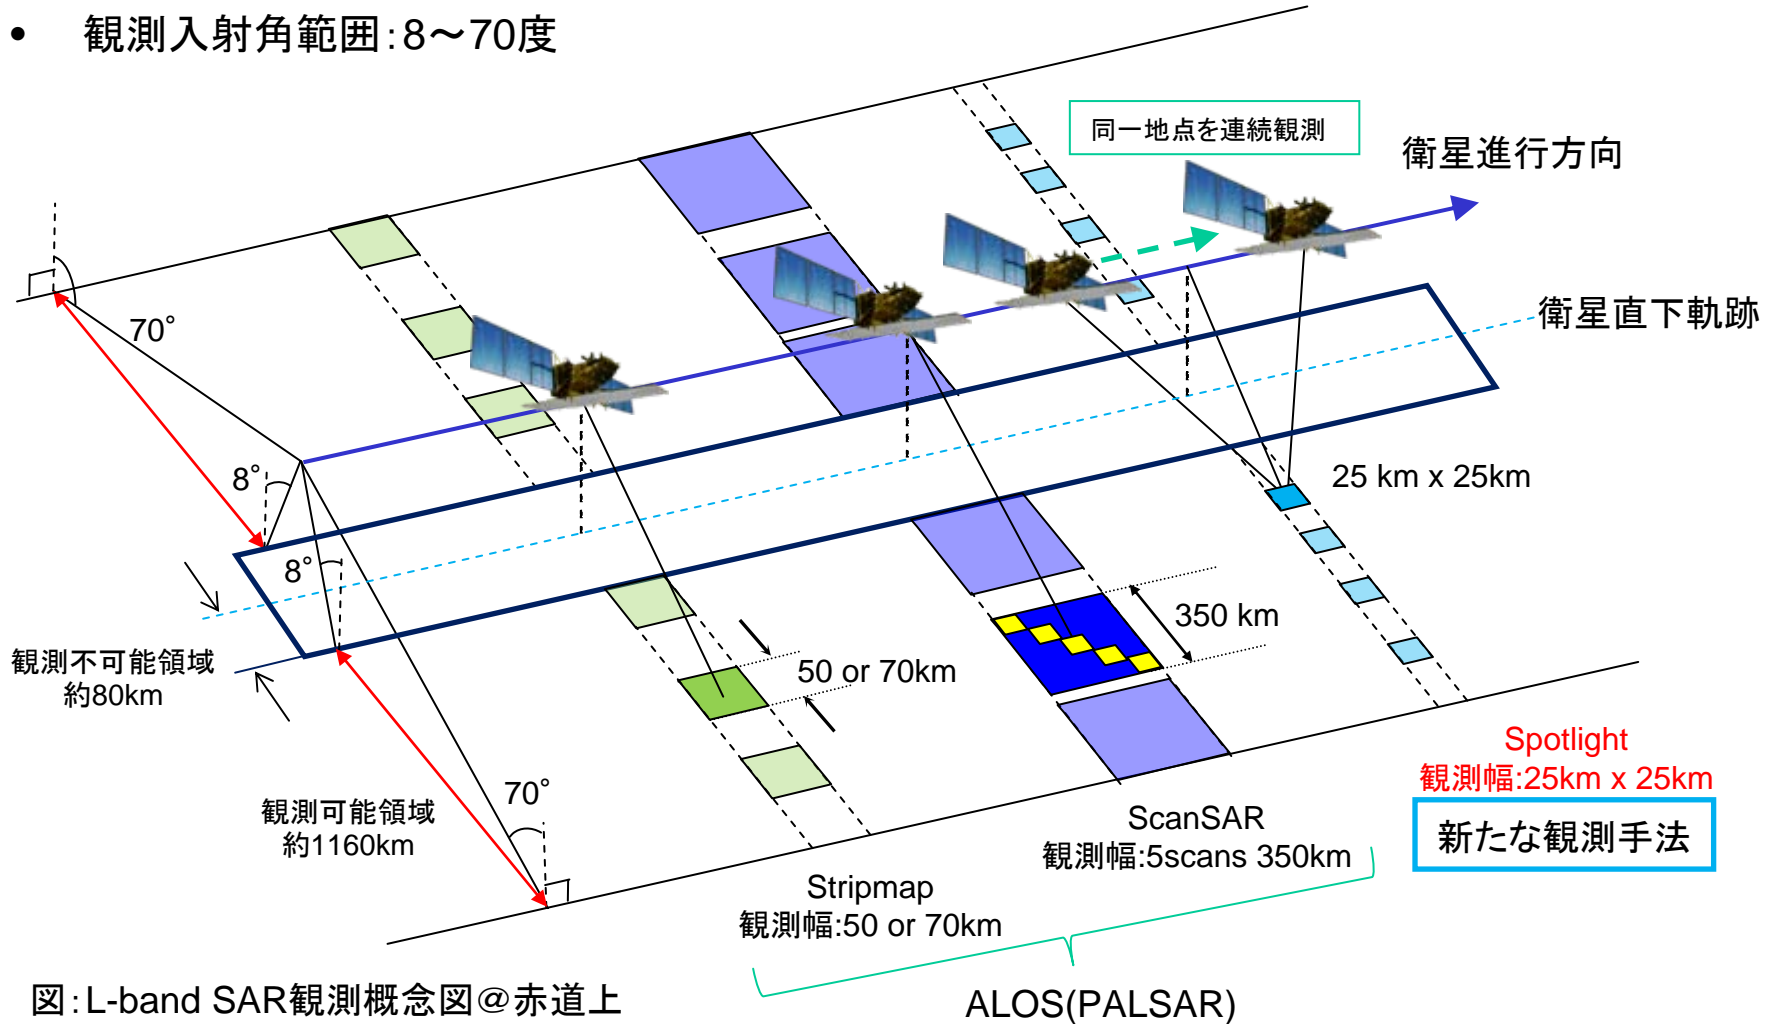 • 観測入射角範囲:8～70度
同一地点を連続観測
衛星進行方向
衛星直下軌跡
70°
8°
8°
25 km x 25km
350 km
50 or 70km
観測不可能領域
約80km
70°
観測可能領域
約1160km
Spotlight
観測幅:25km x 25km
新たな観測手法
ScanSAR
観測幅:5scans 350km
Stripmap
観測幅:50 or 70km
ALOS(PALSAR)
図:L-band SAR観測概念図@赤道上